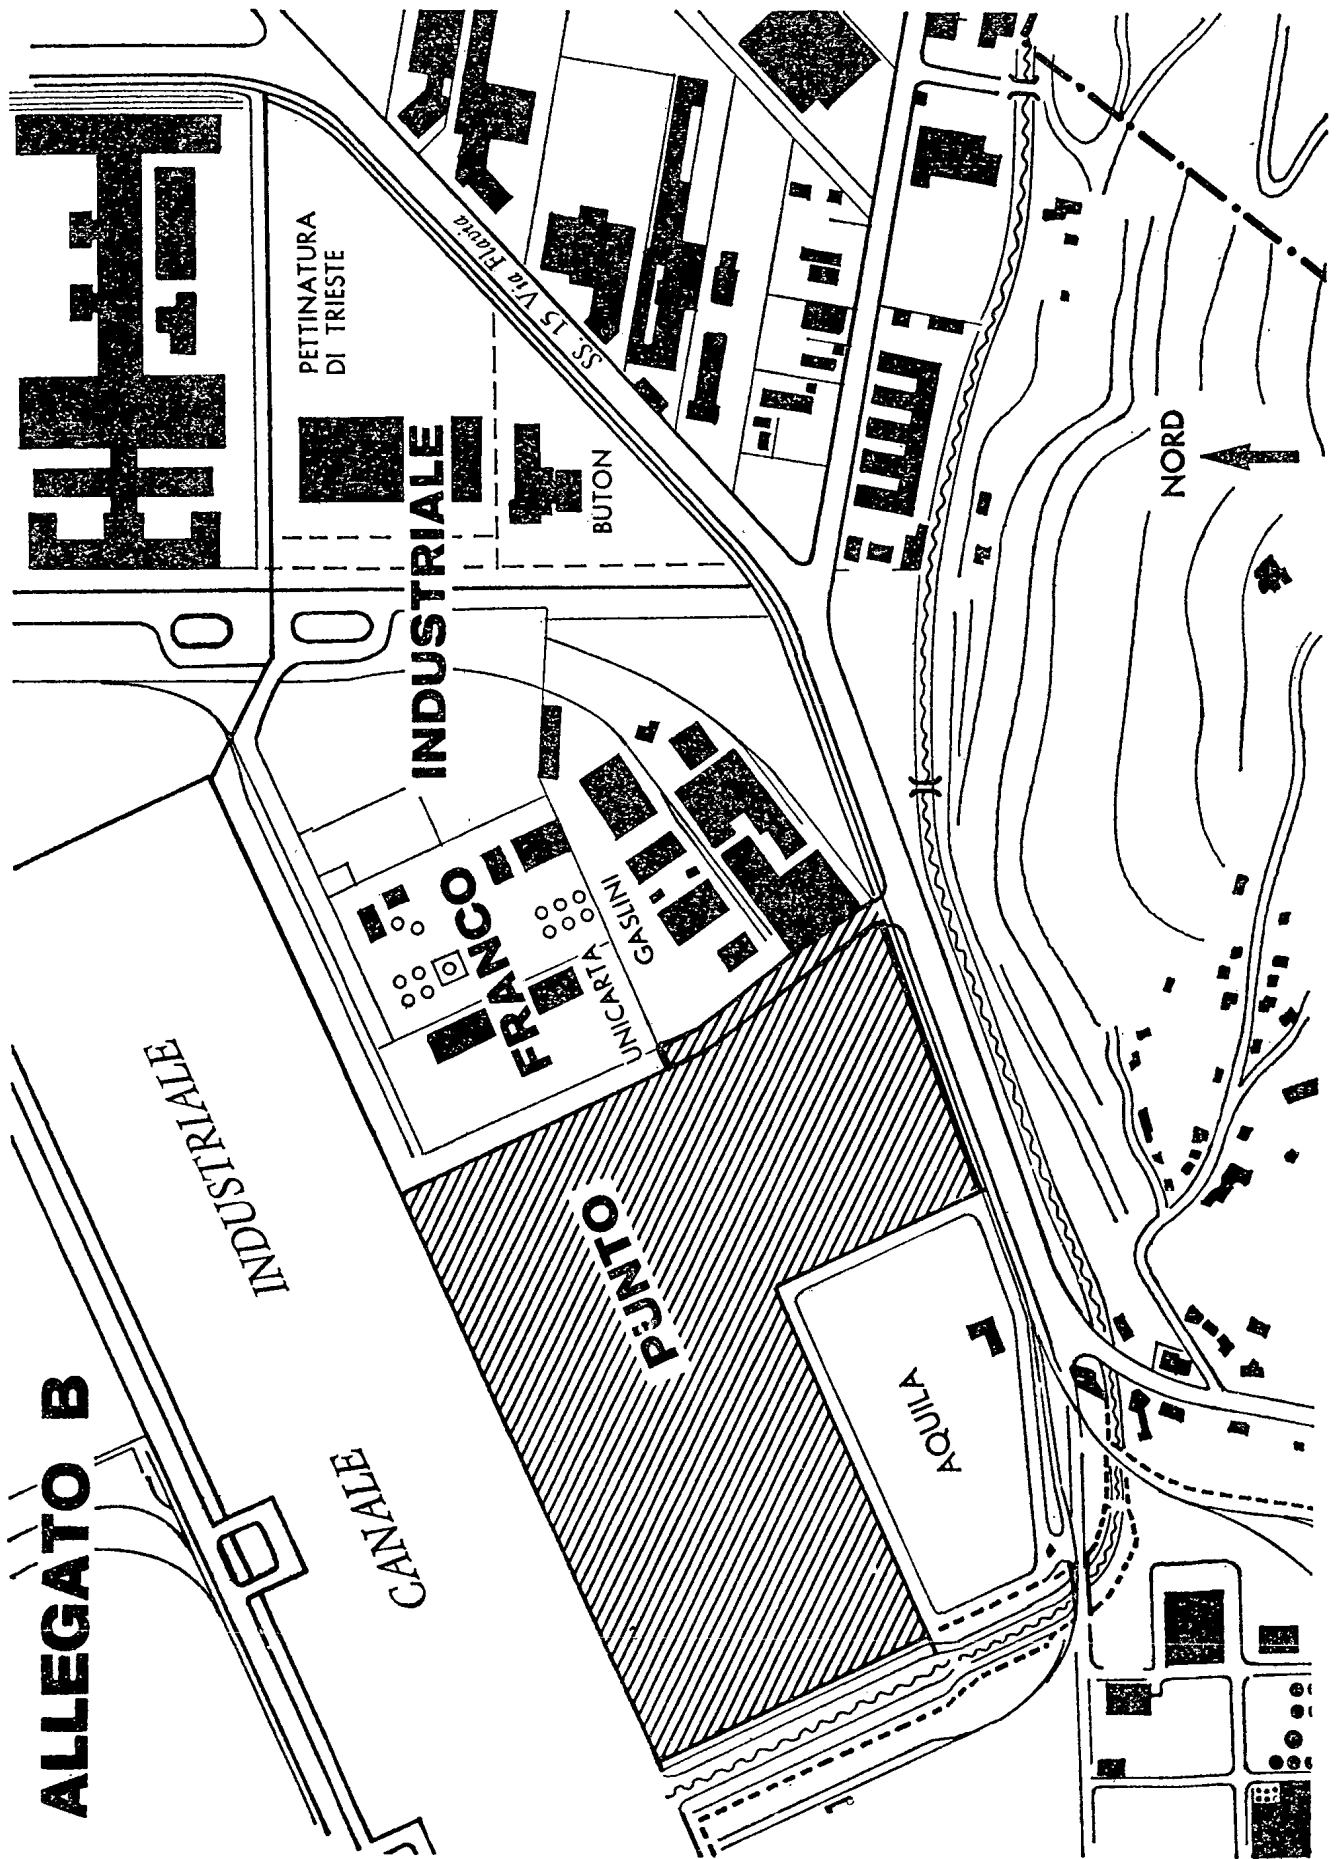 ALLEGATO B
CANALE
INDUSTRIALE
PUNTO
FRANCO
INDUSTRIALE
PETTINATURA
DI TRIESTE
BUTON
SS. 15 Via Flavia
UNICARTA
GASLINI
AQUILA
NORD